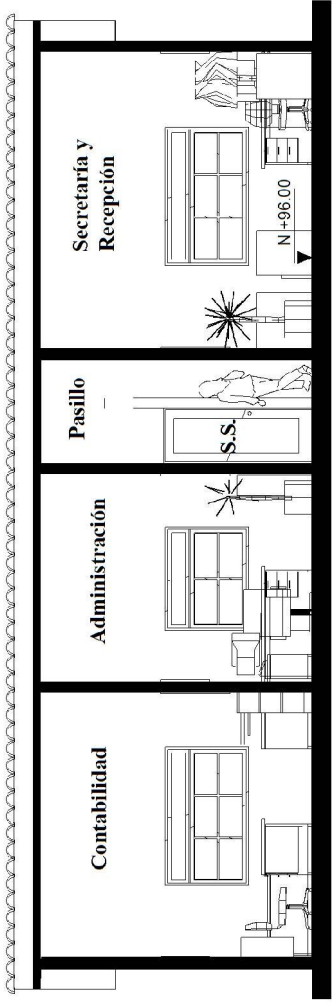 Contabilidad
Administración
Pasillo
S.S.
Secretaría y
Recepción
N +96.00